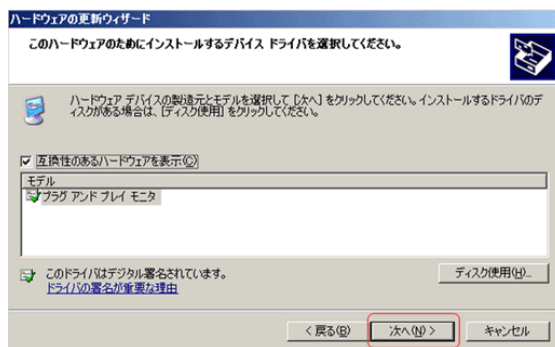 ハードウェアの更新ウィザード
このハードウェアのためにインストールするデバイス ドライバを選択してください。
ハードウェア デバイスの製造元とモデルを選択して [次へ] をクリックしてください。インストールするドライバのデ
ィスクがある場合は、[ディスク使用] をクリックしてください。
互換性のあるハードウェアを表示(C)
モデル
プラグ アンド プレイ モニタ
このドライバはデジタル署名されています。
ディスク使用(H)...
ドライバの署名が重要な理由
< 戻る(B)
次へ(N) >
キャンセル